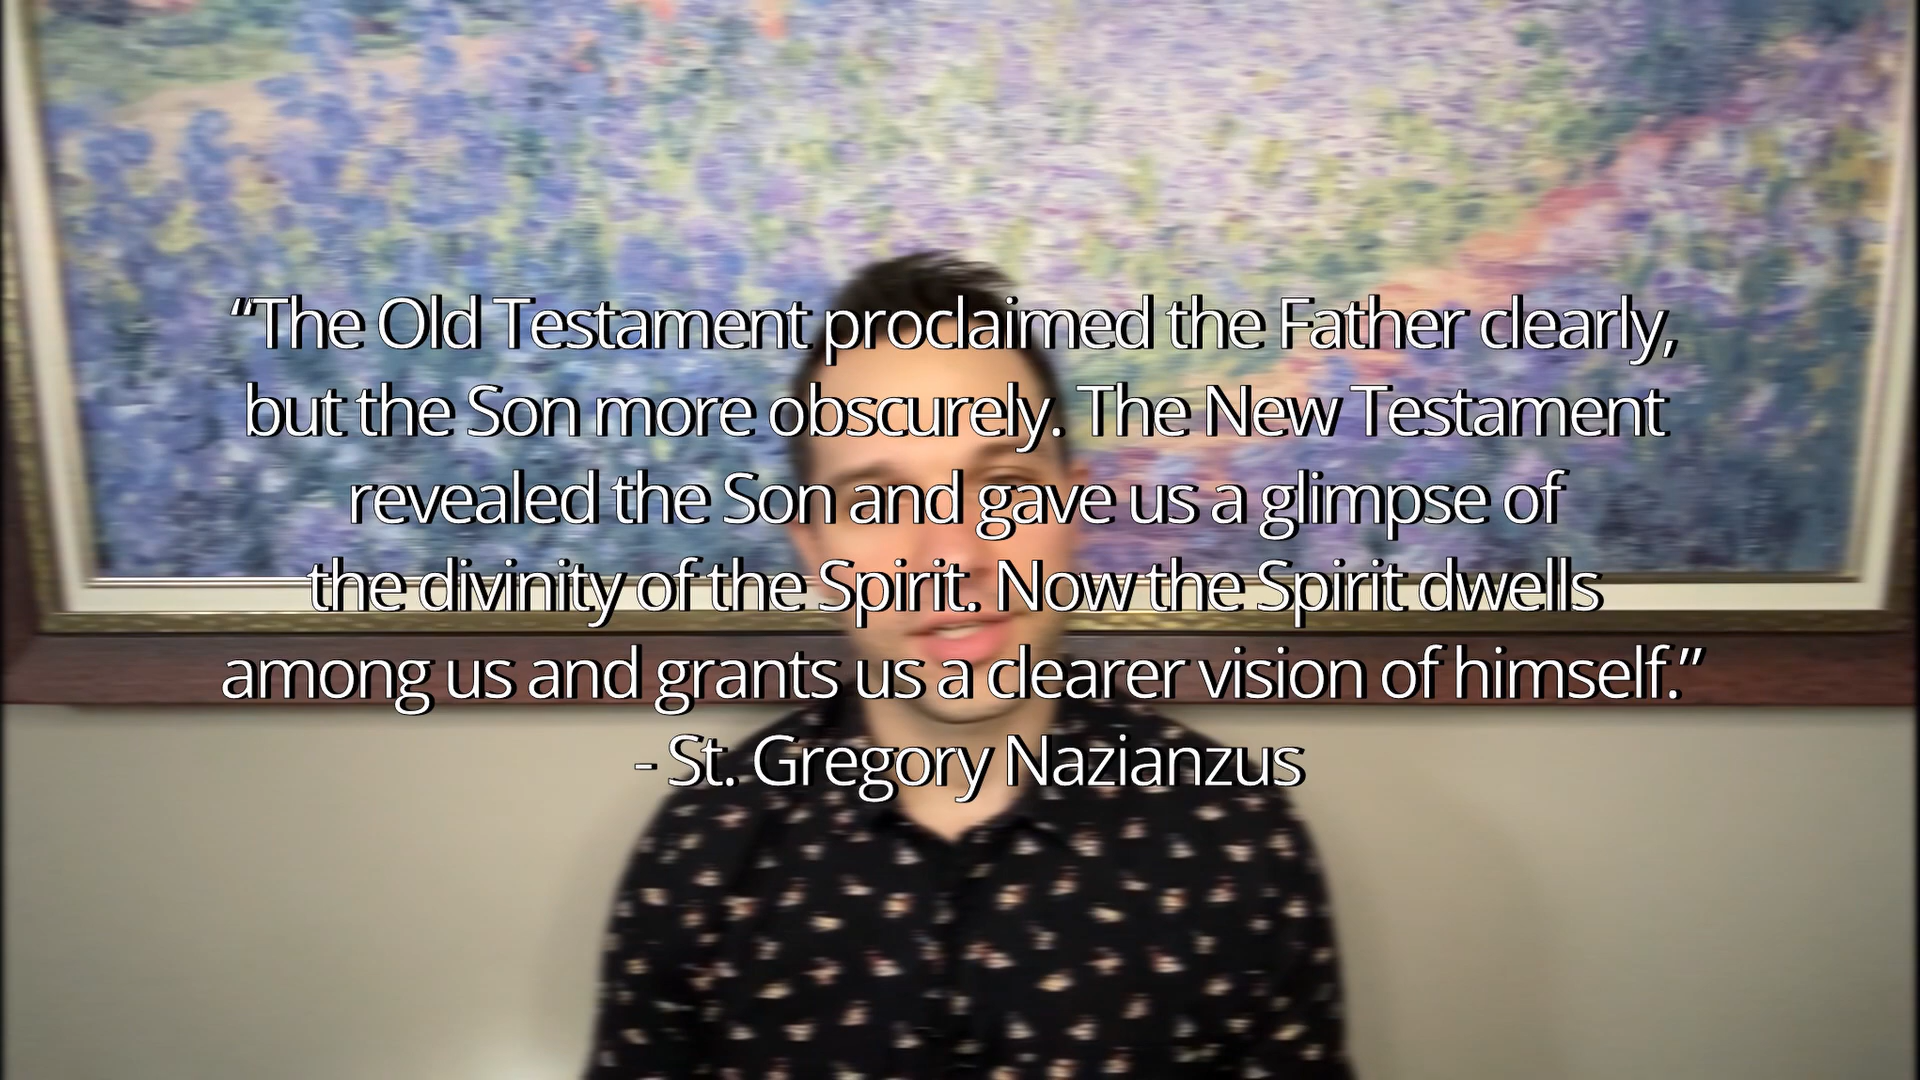 “The Old Testament proclaimed the Father clearly,
but the Son more obscurely. The New Testament
revealed the Son and gave us a glimpse of
the divinity of the Spirit. Now the Spirit dwells
among us and grants us a clearer vision of himself.”
- St. Gregory Nazianzus